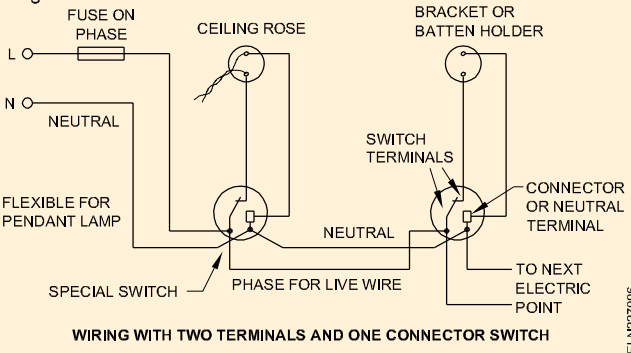 FUSE ON
PHASE
CEILING ROSE
BRACKET OR
BATTEN HOLDER
L
N
NEUTRAL
SWITCH
TERMINALS
FLEXIBLE FOR
PENDANT LAMP
CONNECTOR
OR NEUTRAL
TERMINAL
NEUTRAL
SPECIAL SWITCH
PHASE FOR LIVE WIRE
TO NEXT
ELECTRIC
POINT
WIRING WITH TWO TERMINALS AND ONE CONNECTOR SWITCH